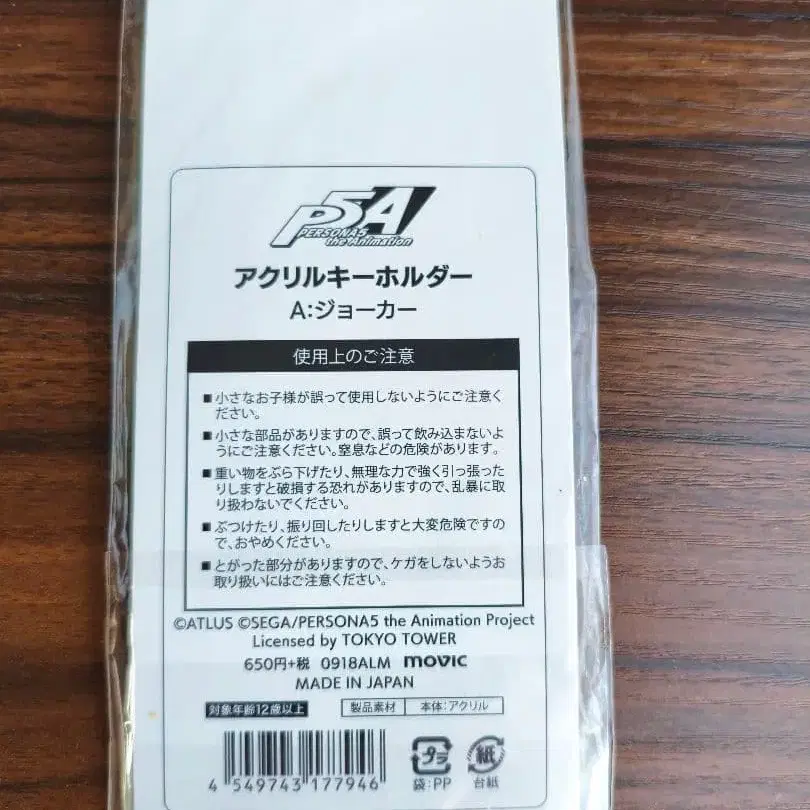 P5A
PERSONA5
the Animation
アクリルキーホルダー
A:ジョーカー
使用上のご注意
■小さなお子様が誤って使用しないようにご注意く
ださい。
■小さな部品がありますので、誤って飲み込まないよ
うにご注意ください。窒息などの危険があります。
■重い物をぶら下げたり、無理な力で強く引っ張った
りしますと破損する恐れがありますので、乱暴に取
り扱わないでください。
■ぶつけたり、振り回したりしますと大変危険ですの
で、おやめください。
■とがった部分がありますので、ケガをしないようお
取り扱いにはご注意ください。
©ATLUS ©SEGA/PERSONA5 the Animation Project
Licensed by TOKYO TOWER
650円+税 0918ALM movic
MADE IN JAPAN
対象年齢12歳以上 製品素材 本体:アクリル
4 549743 177946
プラ 紙
袋:PP 台紙